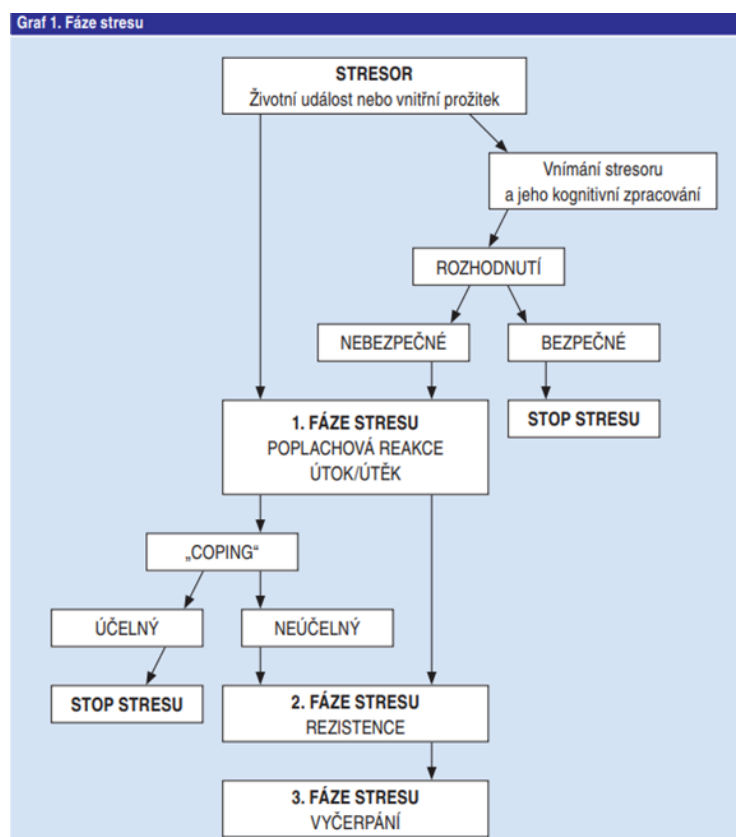 Graf 1. Fáze stresu
STRESOR
Životní událost nebo vnitřní prožitek
Vnímání stresoru
a jeho kognitivní zpracování
ROZHODNUTÍ
NEBEZPEČNÉ
BEZPEČNÉ
1. FÁZE STRESU
POPLACHOVÁ REAKCE
ÚTOK/ÚTĚK
STOP STRESU
„COPING“
ÚČELNÝ
NEÚČELNÝ
STOP STRESU
2. FÁZE STRESU
REZISTENCE
3. FÁZE STRESU
VYČERPÁNÍ